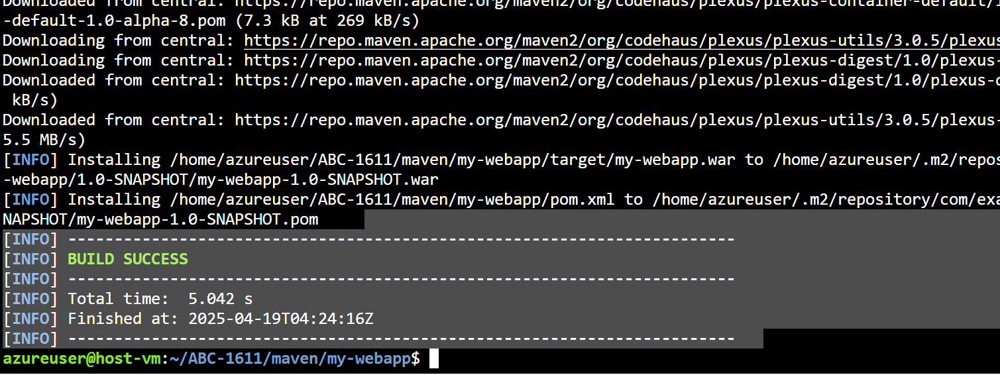 Downloaded from central: https://repo.maven.apache.org/maven2/org/codehaus/plexus/plexus-container-default/
-default-1.0-alpha-8.pom (7.3 kB at 269 kB/s)
Downloading from central: https://repo.maven.apache.org/maven2/org/codehaus/plexus/plexus-utils/3.0.5/plexus
Downloading from central: https://repo.maven.apache.org/maven2/org/codehaus/plexus/plexus-digest/1.0/plexus-
Downloaded from central: https://repo.maven.apache.org/maven2/org/codehaus/plexus/plexus-digest/1.0/plexus-d
 kB/s)
Downloaded from central: https://repo.maven.apache.org/maven2/org/codehaus/plexus/plexus-utils/3.0.5/plexus-
5.5 MB/s)
[INFO] Installing /home/azureuser/ABC-1611/maven/my-webapp/target/my-webapp.war to /home/azureuser/.m2/repos
-webapp/1.0-SNAPSHOT/my-webapp-1.0-SNAPSHOT.war
[INFO] Installing /home/azureuser/ABC-1611/maven/my-webapp/pom.xml to /home/azureuser/.m2/repository/com/exa
NAPSHOT/my-webapp-1.0-SNAPSHOT.pom
[INFO] ------------------------------------------------------------------------
[INFO] BUILD SUCCESS
[INFO] ------------------------------------------------------------------------
[INFO] Total time:  5.042 s
[INFO] Finished at: 2025-04-19T04:24:16Z
[INFO] ------------------------------------------------------------------------
azureuser@host-vm:~/ABC-1611/maven/my-webapp$